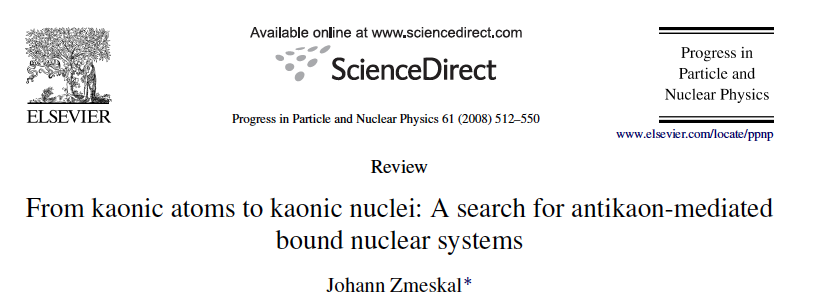 Available online at www.sciencedirect.com
ScienceDirect
ELSEVIER
Progress in Particle and Nuclear Physics 61 (2008) 512–550
Progress in
Particle and
Nuclear Physics
www.elsevier.com/locate/ppnp
Review
From kaonic atoms to kaonic nuclei: A search for antikaon-mediated
bound nuclear systems
Johann Zmeskal*